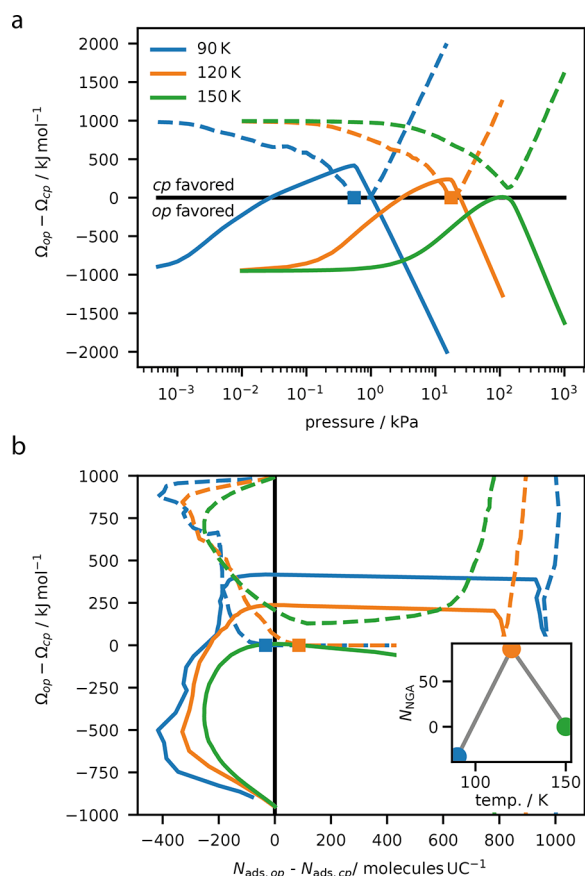 a
2000
1500
1000
500
0
−500
−1000
−1500
−2000
Ω_op − Ω_cp / kJ mol⁻¹
90 K
120 K
150 K
cp favored
op favored
10⁻³ 10⁻² 10⁻¹ 10⁰ 10¹ 10² 10³
pressure / kPa
b
1000
750
500
250
0
−250
−500
−750
−1000
Ω_op − Ω_cp / kJ mol⁻¹
50
0
N_NGA
100 150
temp. / K
−400 −200 0 200 400 600 800 1000
N_ads, op - N_ads, cp/ molecules UC⁻¹